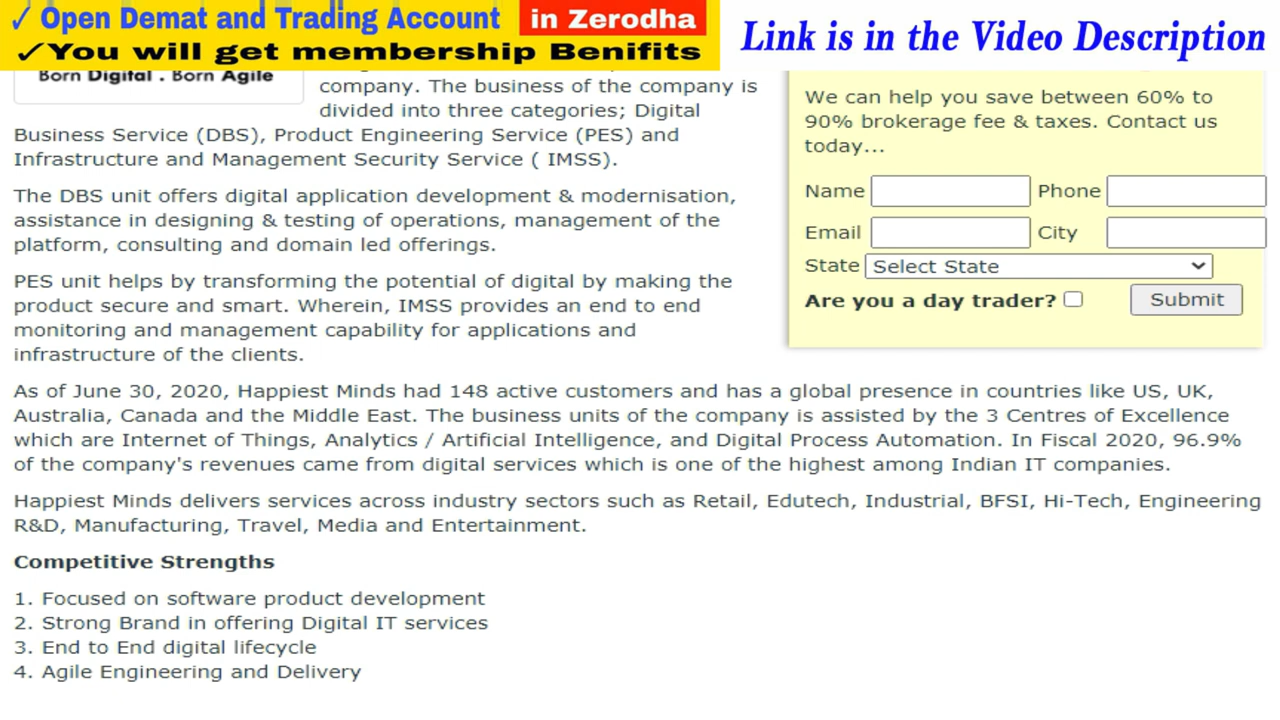 ✓ Open Demat and Trading Account in Zerodha
✓You will get membership Benifits
Link is in the Video Description
Born Digital . Born Agile
company. The business of the company is
divided into three categories; Digital
Business Service (DBS), Product Engineering Service (PES) and
Infrastructure and Management Security Service ( IMSS).
The DBS unit offers digital application development & modernisation,
assistance in designing & testing of operations, management of the
platform, consulting and domain led offerings.
PES unit helps by transforming the potential of digital by making the
product secure and smart. Wherein, IMSS provides an end to end
monitoring and management capability for applications and
infrastructure of the clients.
We can help you save between 60% to
90% brokerage fee & taxes. Contact us
today...
Name Phone
Email City
State Select State
Are you a day trader? Submit
As of June 30, 2020, Happiest Minds had 148 active customers and has a global presence in countries like US, UK,
Australia, Canada and the Middle East. The business units of the company is assisted by the 3 Centres of Excellence
which are Internet of Things, Analytics / Artificial Intelligence, and Digital Process Automation. In Fiscal 2020, 96.9%
of the company's revenues came from digital services which is one of the highest among Indian IT companies.
Happiest Minds delivers services across industry sectors such as Retail, Edutech, Industrial, BFSI, Hi-Tech, Engineering
R&D, Manufacturing, Travel, Media and Entertainment.
Competitive Strengths
1. Focused on software product development
2. Strong Brand in offering Digital IT services
3. End to End digital lifecycle
4. Agile Engineering and Delivery